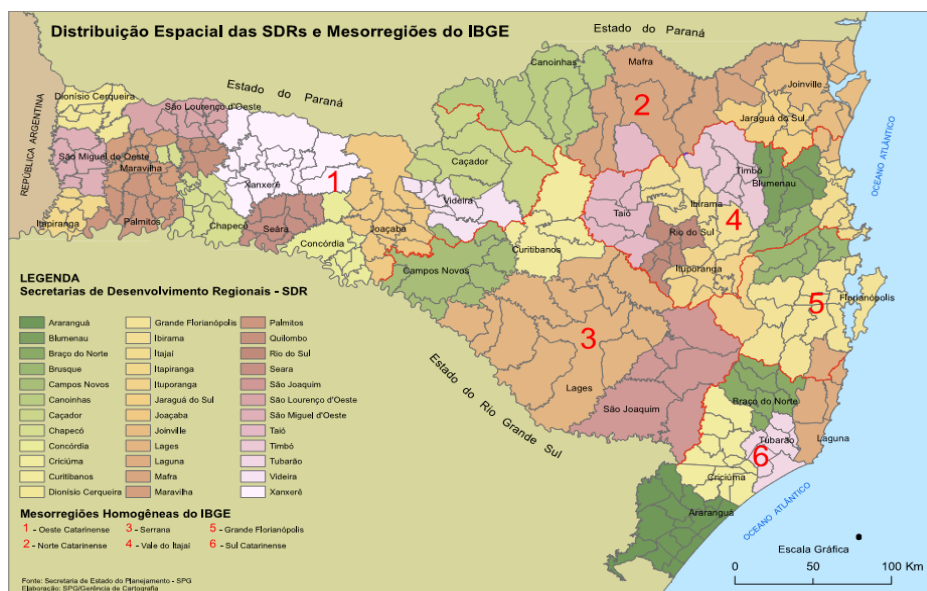 Distribuição Espacial das SDRs e Mesorregiões do IBGE
Estado do Paraná
Estado do Paraná
REPÚBLICA ARGENTINA
OCEANO ATLÂNTICO
OCEANO ATLÂNTICO
Estado do Rio Grande Sul
Canoinhas
Mafra
2
Joinville
Dionísio Cerqueira
São Lourenço d'Oeste
Jaraguá do Sul
São Miguel do Oeste
Maravilha
Caçador
Timbó
Blumenau
Xanxerê
1
Videira
Taió
Ibirama
4
Itapiranga
Palmitos
Chapecó
Seára
Concórdia
Joaçaba
Curitibanos
Rio do Sul
Campos Novos
Ituporanga
Florianópolis
5
3
Lages
São Joaquim
Braço do Norte
Tubarão
Laguna
6
Criciúma
Araranguá
LEGENDA
Secretarias de Desenvolvimento Regionais - SDR
Araranguá
Blumenau
Braço do Norte
Brusque
Campos Novos
Canoinhas
Caçador
Chapecó
Concórdia
Criciúma
Curitibanos
Dionísio Cerqueira
Grande Florianópolis
Ibirama
Itajaí
Itapiranga
Ituporanga
Jaraguá do Sul
Joaçaba
Joinville
Lages
Laguna
Mafra
Maravilha
Palmitos
Quilombo
Rio do Sul
Seara
São Joaquim
São Lourenço d'Oeste
São Miguel d'Oeste
Taió
Timbó
Tubarão
Videira
Xanxerê
Mesorregiões Homogêneas do IBGE
1 - Oeste Catarinense
2 - Norte Catarinense
3 - Serrana
4 - Vale do Itajaí
5 - Grande Florianópolis
6 - Sul Catarinense
Fonte: Secretaria de Estado do Planejamento - SPG
Elaboração: SPG/Gerência de Cartografia
Escala Gráfica
0 50 100 Km